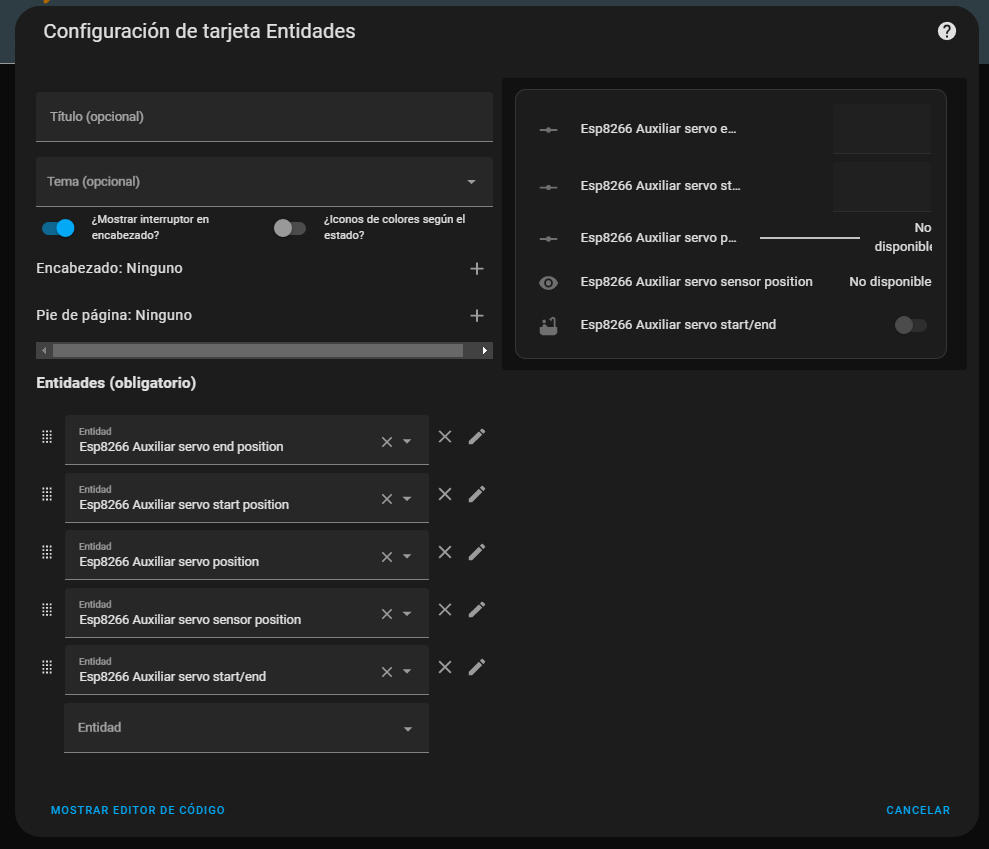 Configuración de tarjeta Entidades
Título (opcional)
Tema (opcional)
¿Mostrar interruptor en
encabezado?
¿Iconos de colores según el
estado?
Encabezado: Ninguno
Pie de página: Ninguno
Entidades (obligatorio)
Entidad
Esp8266 Auxiliar servo end position
Entidad
Esp8266 Auxiliar servo start position
Entidad
Esp8266 Auxiliar servo position
Entidad
Esp8266 Auxiliar servo sensor position
Entidad
Esp8266 Auxiliar servo start/end
Entidad
Esp8266 Auxiliar servo e...
Esp8266 Auxiliar servo st...
Esp8266 Auxiliar servo p...
No
disponible
Esp8266 Auxiliar servo sensor position
No disponible
Esp8266 Auxiliar servo start/end
MOSTRAR EDITOR DE CÓDIGO
CANCELAR